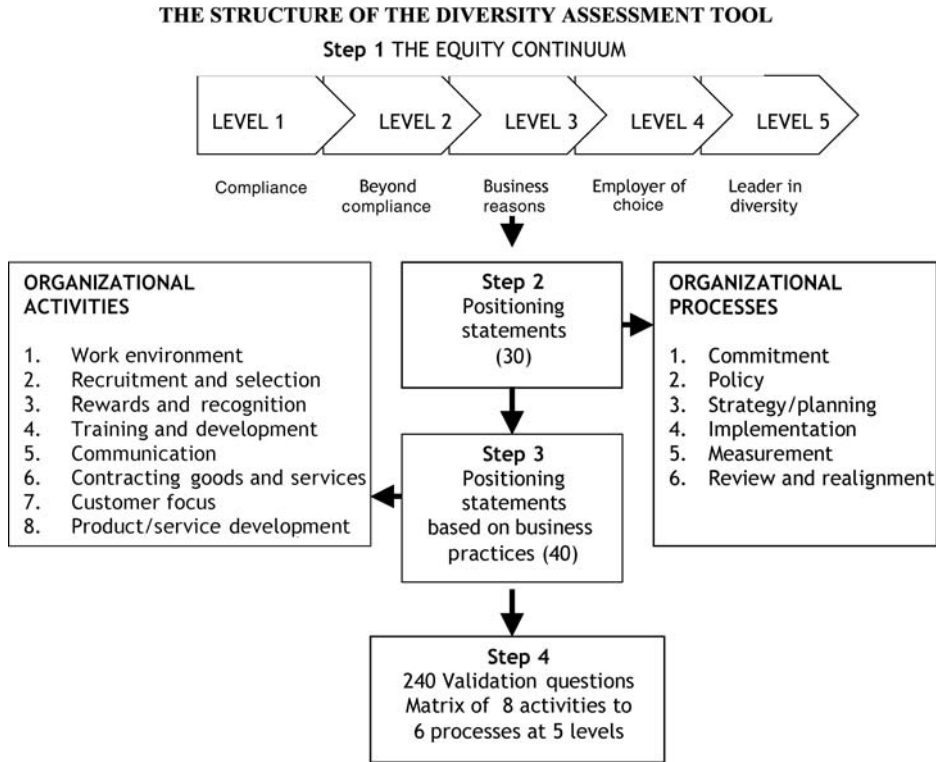 THE STRUCTURE OF THE DIVERSITY ASSESSMENT TOOL
Step 1 THE EQUITY CONTINUUM
LEVEL 1 LEVEL 2 LEVEL 3 LEVEL 4 LEVEL 5
Compliance
Beyond
compliance
Business
reasons
Employer of
choice
Leader in
diversity
ORGANIZATIONAL
ACTIVITIES
1. Work environment
2. Recruitment and selection
3. Rewards and recognition
4. Training and development
5. Communication
6. Contracting goods and services
7. Customer focus
8. Product/service development
Step 2
Positioning
statements
(30)
ORGANIZATIONAL
PROCESSES
1. Commitment
2. Policy
3. Strategy/planning
4. Implementation
5. Measurement
6. Review and realignment
Step 3
Positioning
statements
based on business
practices (40)
Step 4
240 Validation questions
Matrix of 8 activities to
6 processes at 5 levels